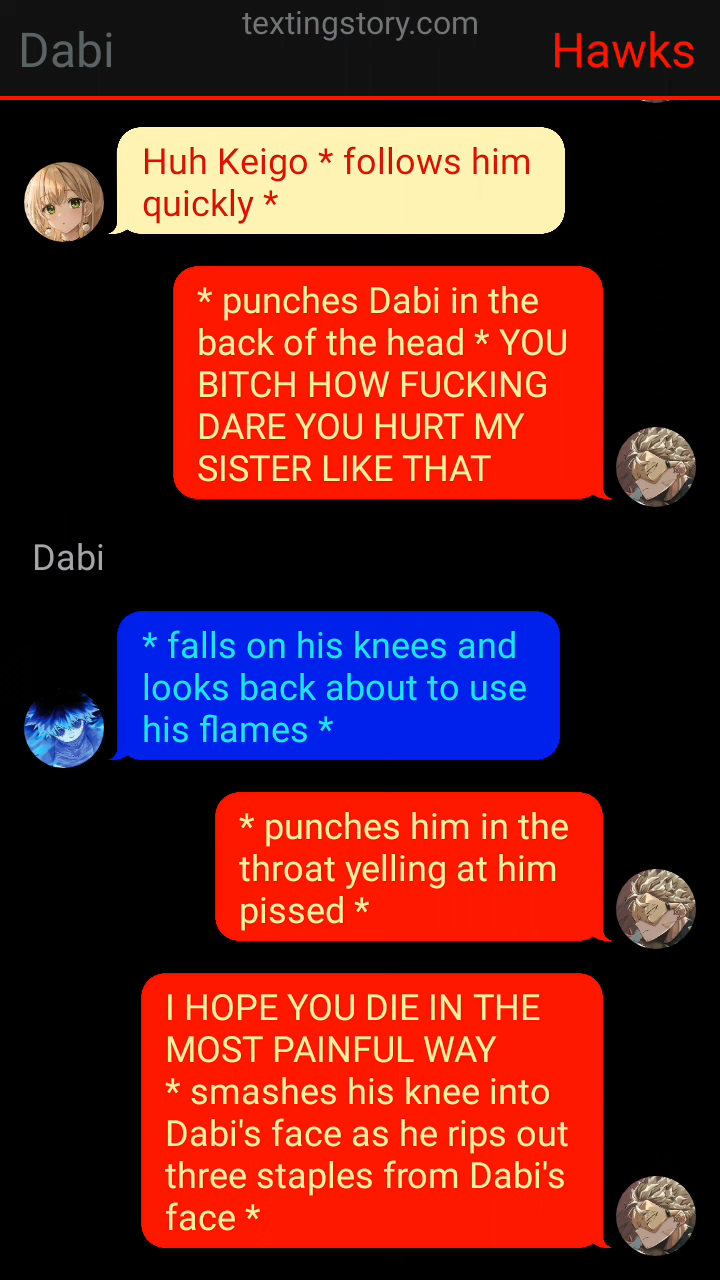 textingstory.com
Dabi
Hawks
Huh Keigo * follows him
quickly *
* punches Dabi in the
back of the head * YOU
BITCH HOW FUCKING
DARE YOU HURT MY
SISTER LIKE THAT
Dabi
* falls on his knees and
looks back about to use
his flames *
* punches him in the
throat yelling at him
pissed *
I HOPE YOU DIE IN THE
MOST PAINFUL WAY
* smashes his knee into
Dabi's face as he rips out
three staples from Dabi's
face *